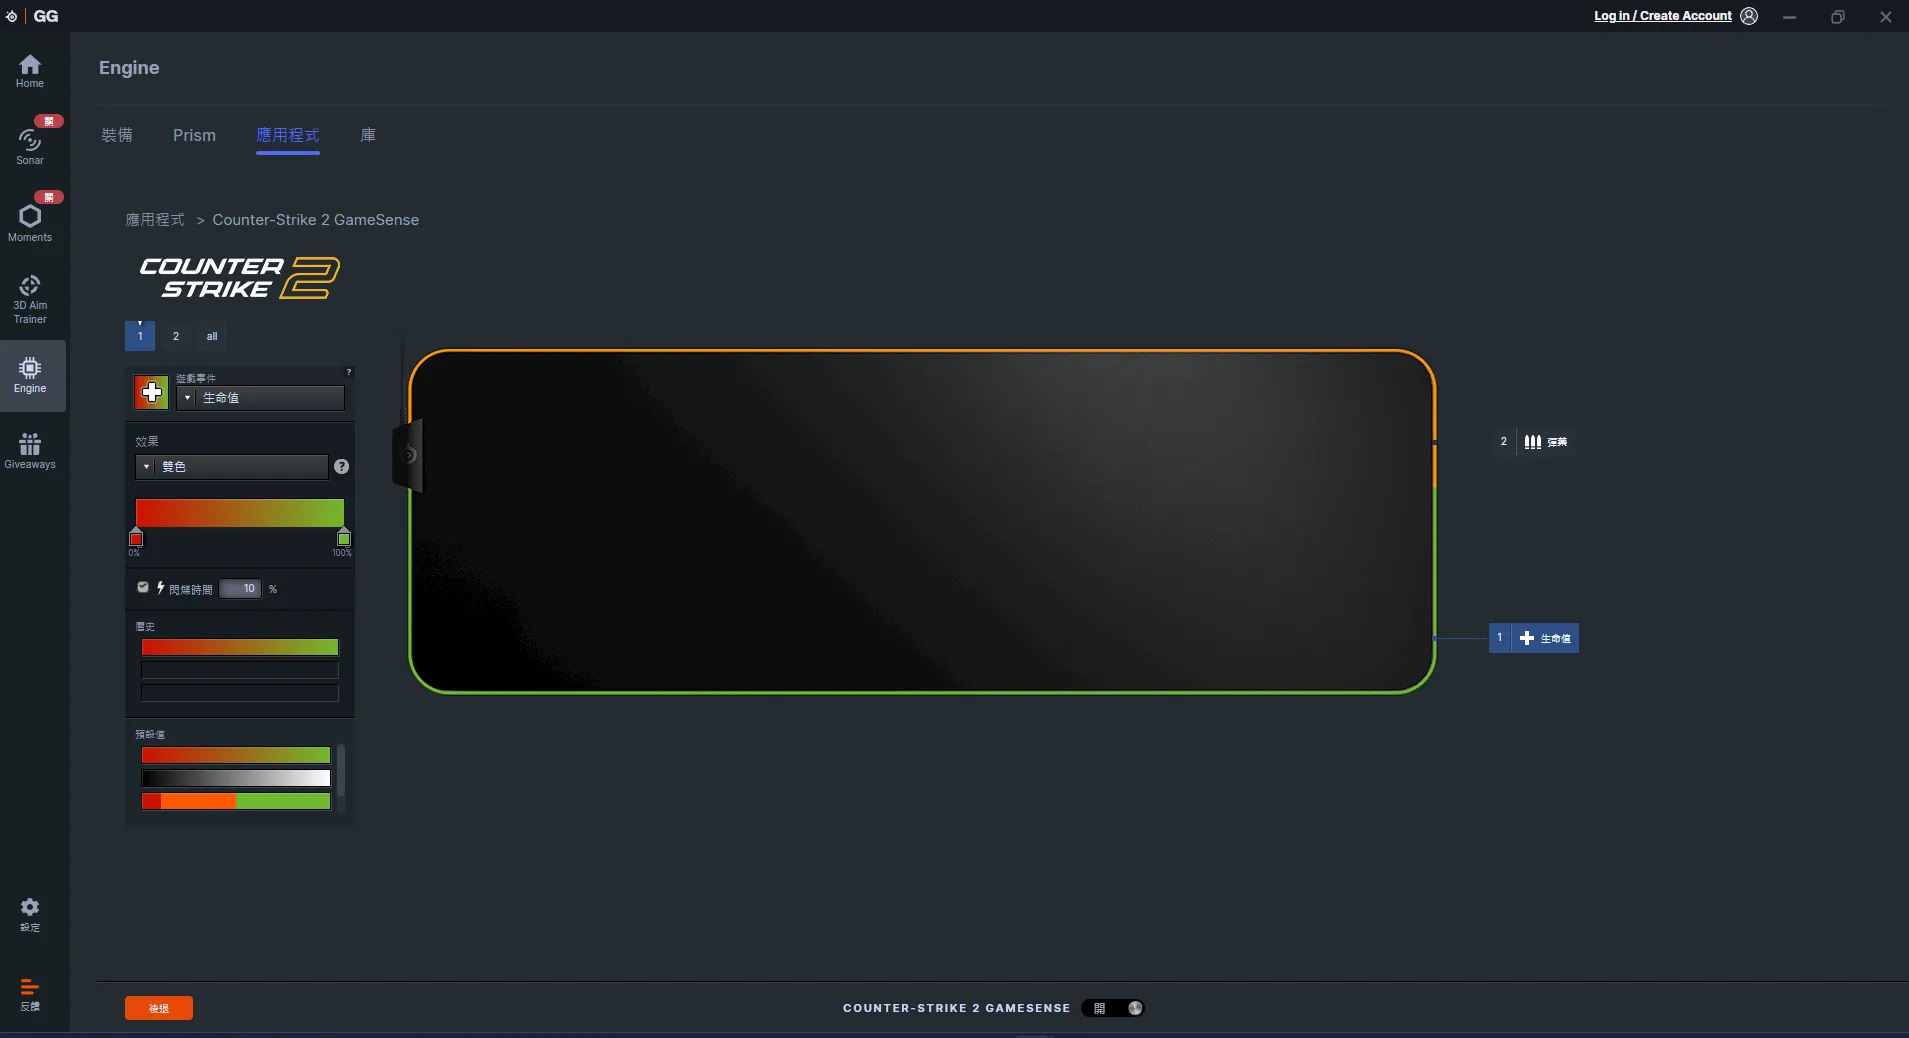 GG
Log in / Create Account
Home
關
Sonar
關
Moments
3D Aim
Trainer
Engine
Giveaways
設定
反饋
Engine
裝備
Prism
應用程式
庫
應用程式 > Counter-Strike 2 GameSense
COUNTER
STRIKE 2
1
2
all
遊戲事件
?
生命值
效果
雙色
?
0%
100%
閃爍時間 10 %
歷史
預設值
2 彈藥
1 生命值
後退
COUNTER-STRIKE 2 GAMESENSE 開